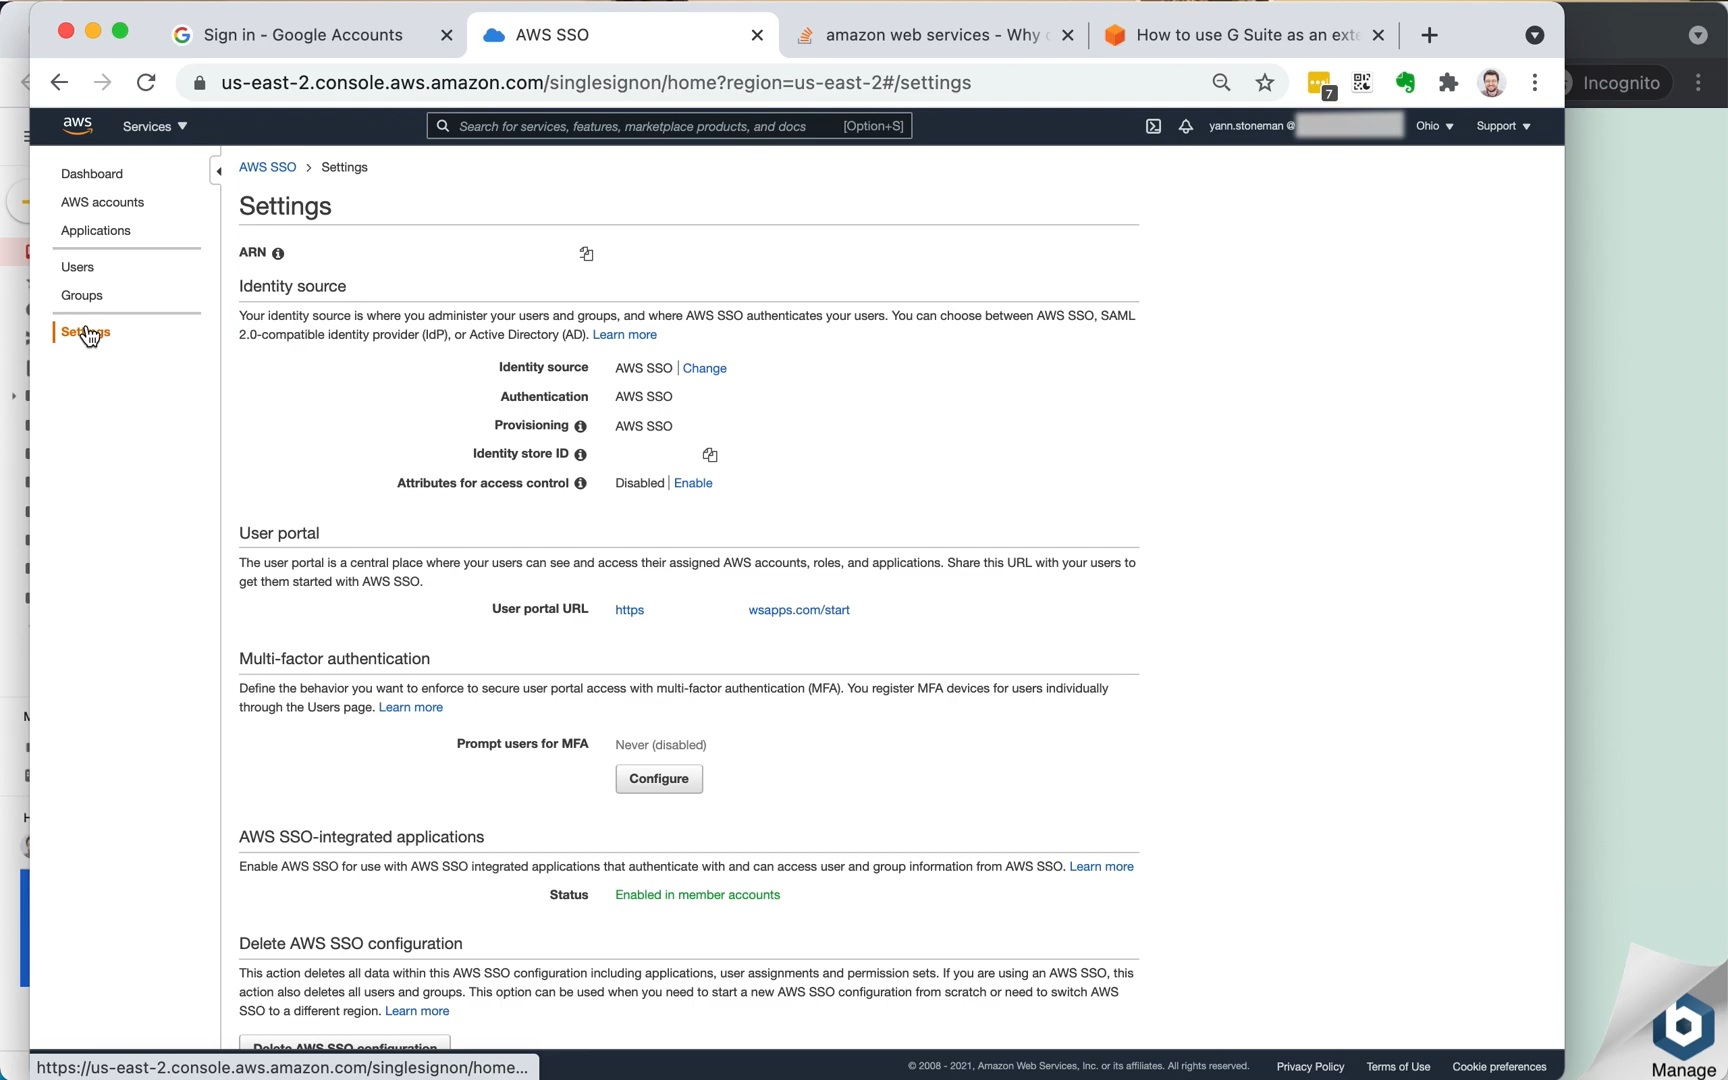 Sign in - Google Accounts
AWS SSO
amazon web services - Why
How to use G Suite as an exte
us-east-2.console.aws.amazon.com/singlesignon/home?region=us-east-2#/settings
7
Incognito
aws
Services
Search for services, features, marketplace products, and docs
[Option+S]
yann.stoneman @
Ohio
Support
Dashboard
AWS accounts
Applications
Users
Groups
Settings
AWS SSO > Settings
Settings
ARN
Identity source
Your identity source is where you administer your users and groups, and where AWS SSO authenticates your users. You can choose between AWS SSO, SAML
2.0-compatible identity provider (IdP), or Active Directory (AD). Learn more
Identity source AWS SSO | Change
Authentication AWS SSO
Provisioning AWS SSO
Identity store ID
Attributes for access control Disabled | Enable
User portal
The user portal is a central place where your users can see and access their assigned AWS accounts, roles, and applications. Share this URL with your users to
get them started with AWS SSO.
User portal URL https wsapps.com/start
Multi-factor authentication
Define the behavior you want to enforce to secure user portal access with multi-factor authentication (MFA). You register MFA devices for users individually
through the Users page. Learn more
Prompt users for MFA Never (disabled)
Configure
AWS SSO-integrated applications
Enable AWS SSO for use with AWS SSO integrated applications that authenticate with and can access user and group information from AWS SSO. Learn more
Status Enabled in member accounts
Delete AWS SSO configuration
This action deletes all data within this AWS SSO configuration including applications, user assignments and permission sets. If you are using an AWS SSO, this
action also deletes all users and groups. This option can be used when you need to start a new AWS SSO configuration from scratch or need to switch AWS
SSO to a different region. Learn more
Delete AWS SSO configuration
https://us-east-2.console.aws.amazon.com/singlesignon/home...
© 2008 - 2021, Amazon Web Services, Inc. or its affiliates. All rights reserved.
Privacy Policy
Terms of Use
Cookie preferences
Manage